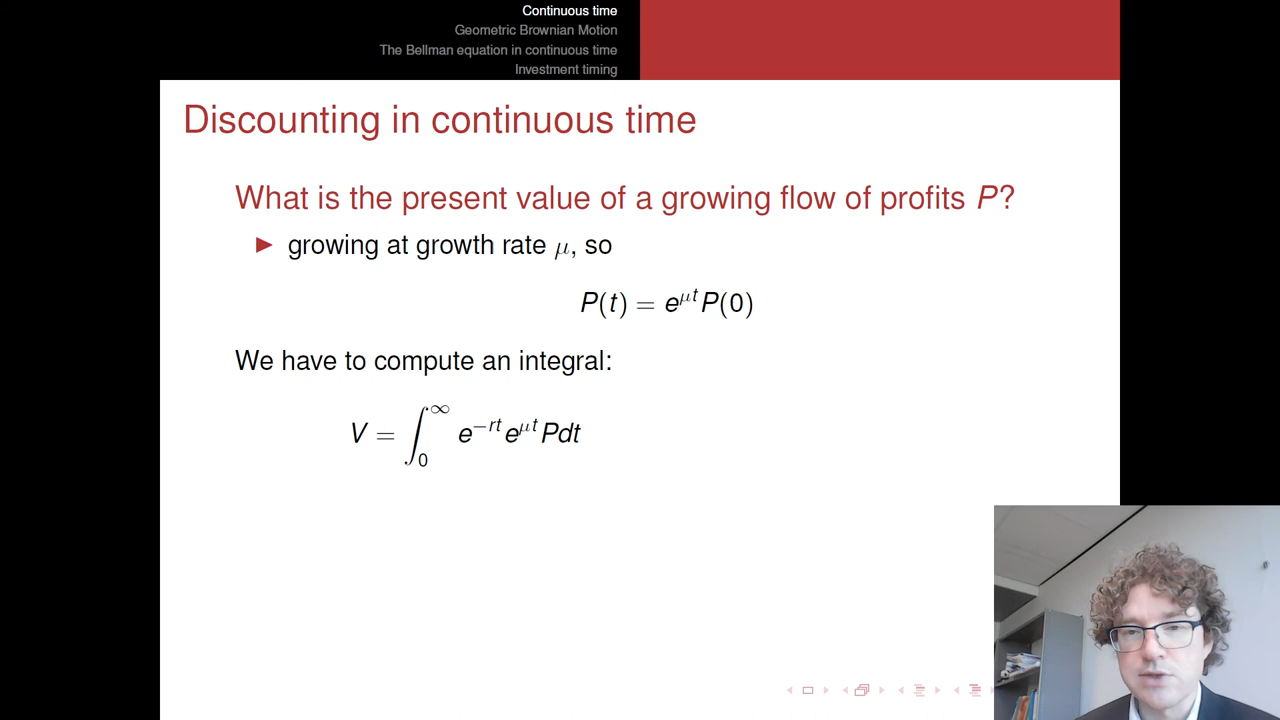 Continuous time
Geometric Brownian Motion
The Bellman equation in continuous time
Investment timing
Discounting in continuous time
What is the present value of a growing flow of profits P?
▶ growing at growth rate μ, so
P(t) = e^{μt}P(0)
We have to compute an integral:
V = ∫_0^∞ e^{−rt}e^{μt}Pdt